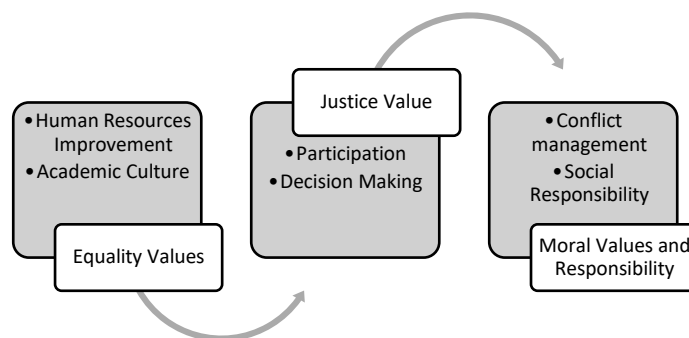 •Human Resources
Improvement
•Academic Culture
Equality Values
Justice Value
•Participation
•Decision Making
•Conflict
management
•Social
Responsibility
Moral Values and
Responsibility